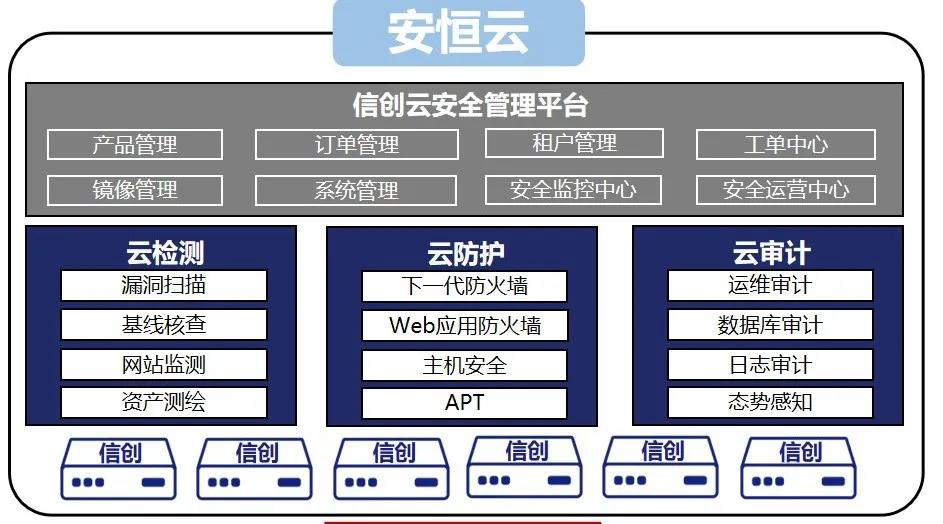 安恒云
信创云安全管理平台
产品管理 订单管理 租户管理 工单中心
镜像管理 系统管理 安全监控中心 安全运营中心
云检测
漏洞扫描
基线核查
网站监测
资产测绘
云防护
下一代防火墙
Web应用防火墙
主机安全
APT
云审计
运维审计
数据库审计
日志审计
态势感知
信创 信创 信创 信创 信创 信创